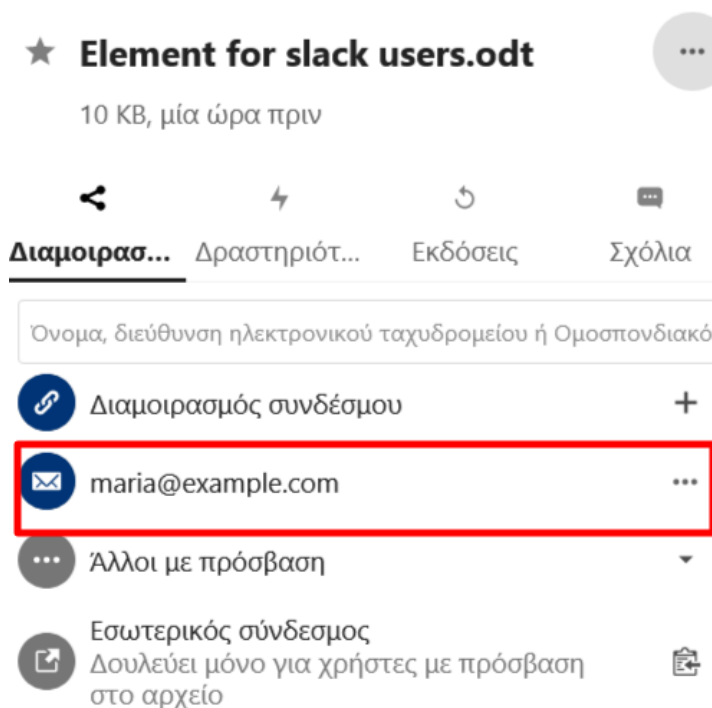 Element for slack users.odt
10 KB, μία ώρα πριν
Διαμοιρασ... Δραστηριότ... Εκδόσεις Σχόλια
Όνομα, διεύθυνση ηλεκτρονικού ταχυδρομείου ή Ομοσπονδιακό
Διαμοιρασμός συνδέσμου
maria@example.com
Άλλοι με πρόσβαση
Εσωτερικός σύνδεσμος
Δουλεύει μόνο για χρήστες με πρόσβαση
στο αρχείο